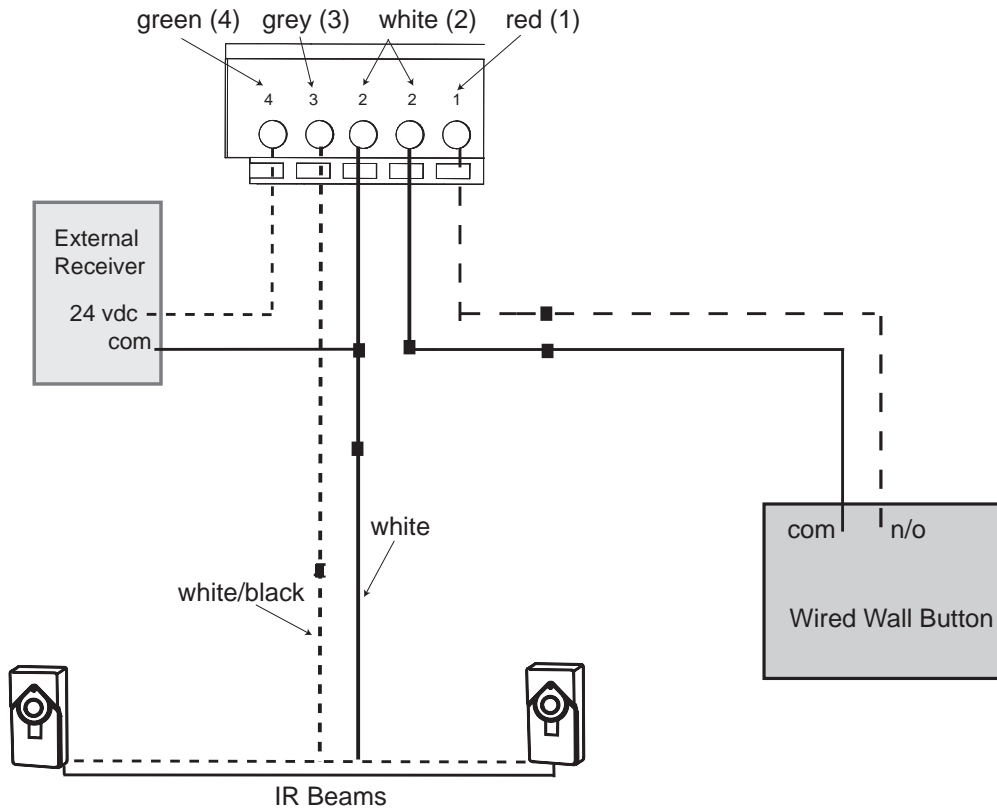 green (4) grey (3) white (2) red (1)
4 3 2 2 1
External
Receiver
24 vdc
com
white
com n/o
white/black
Wired Wall Button
IR Beams